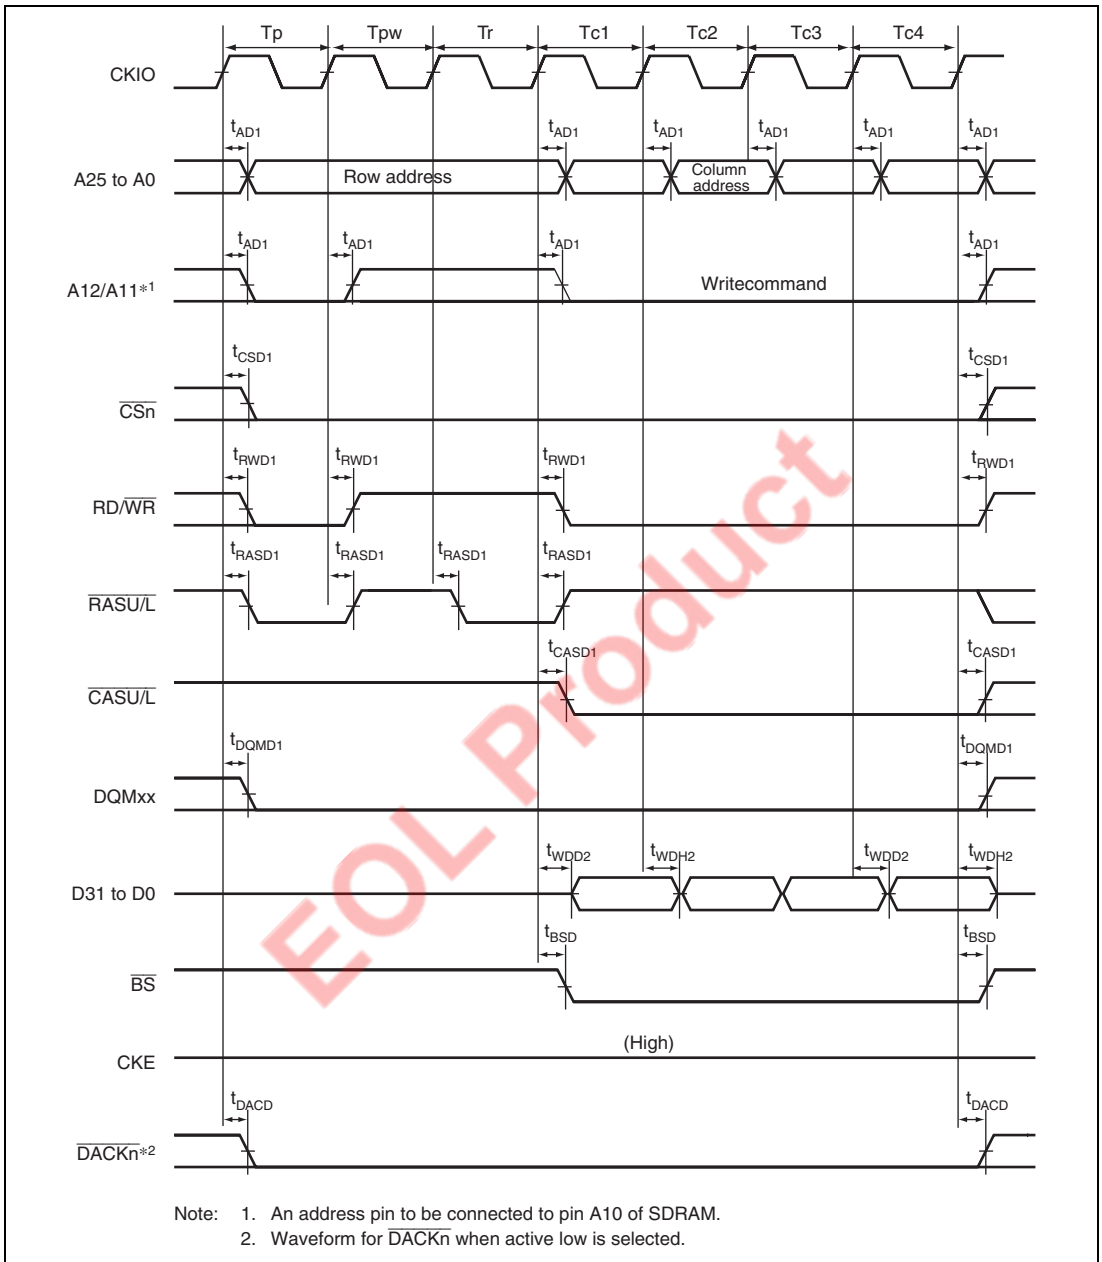 Tp Tpw Tr Tc1 Tc2 Tc3 Tc4
CKIO
tAD1 tAD1 tAD1 tAD1 tAD1 tAD1
A25 to A0 Row address Column address
tAD1 tAD1 tAD1 tAD1
A12/A11*1 Writecommand
tCSD1 tCSD1
CSn
tRWD1 tRWD1 tRWD1 tRWD1
RD/WR
tRASD1 tRASD1 tRASD1 tRASD1
RASU/L
tCASD1 tCASD1
CASU/L
tDQMD1 tDQMD1
DQMxx
tWDD2 tWDH2 tWDD2 tWDH2
D31 to D0
tBSD tBSD
BS
(High)
CKE
tDACD tDACD
DACKn*2
Note: 1. An address pin to be connected to pin A10 of SDRAM.
2. Waveform for DACKn when active low is selected.
EOL Product